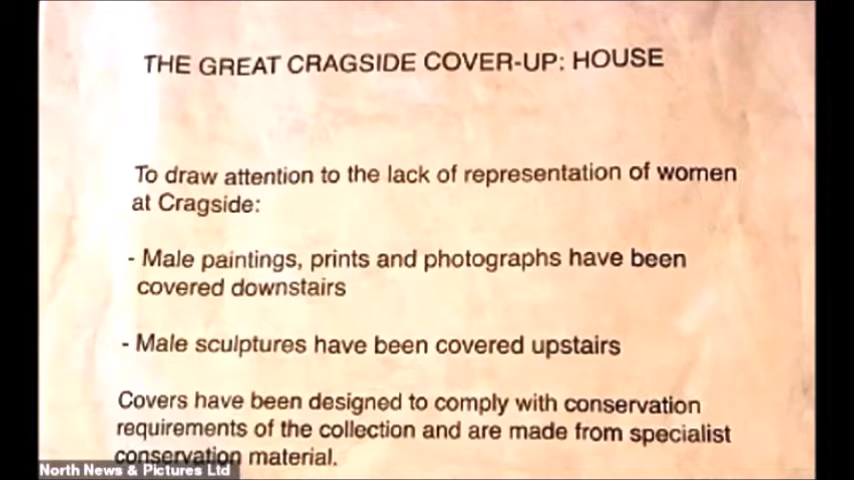 THE GREAT CRAGSIDE COVER-UP: HOUSE
To draw attention to the lack of representation of women
at Cragside:
- Male paintings, prints and photographs have been
covered downstairs
- Male sculptures have been covered upstairs
Covers have been designed to comply with conservation
requirements of the collection and are made from specialist
conservation material.
North News & Pictures Ltd